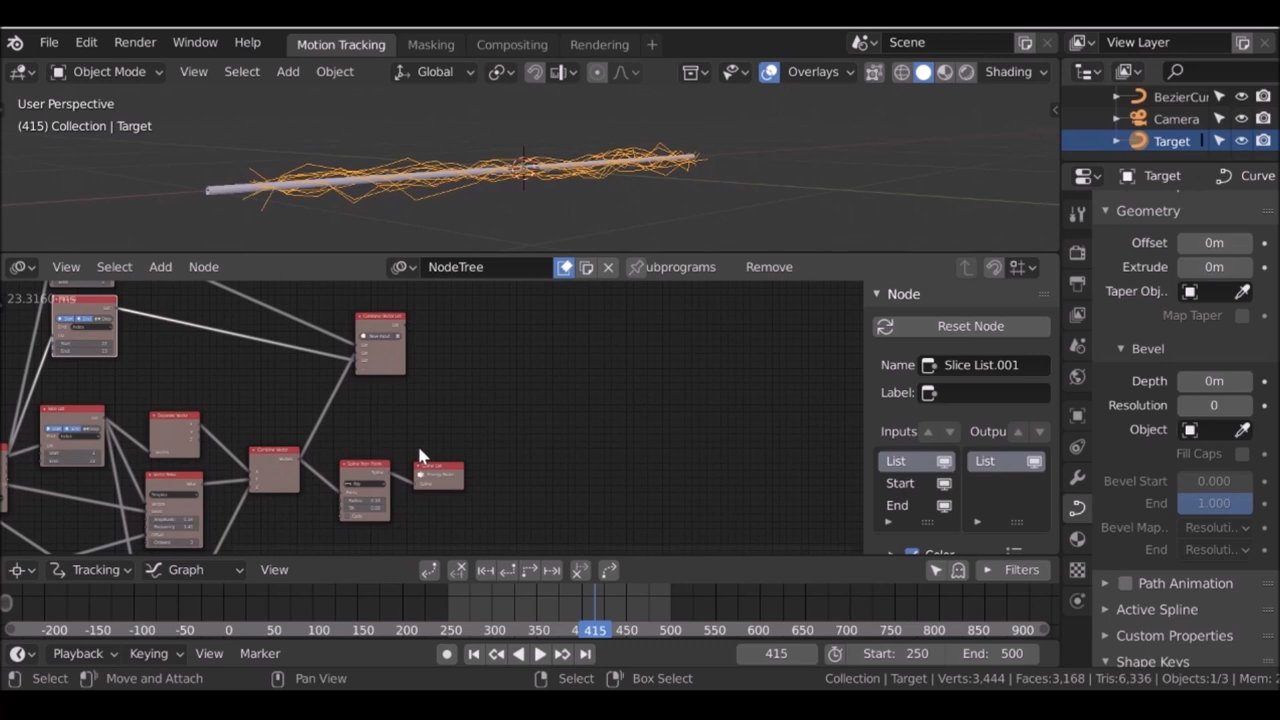 File Edit Render Window Help Motion Tracking Masking Compositing Rendering + Scene View Layer
Object Mode View Select Add Object Global Overlays Shading
User Perspective
(415) Collection | Target
BezierCur
Camera
Target
Target Curve
Geometry
Offset 0m
Extrude 0m
Taper Obj..
Map Taper
Bevel
Depth 0m
Resolution 0
Object
Fill Caps
Bevel Start 0.000
End 1.000
Bevel Map.. Resoluti..
End Resoluti..
Path Animation
Active Spline
Custom Properties
Shape Keys
View Select Add Node NodeTree ubprograms Remove
Node
Reset Node
Name Slice List.001
Label:
Inputs Outpu
List List
Start
End
Tracking Graph View Filters
-200 -150 -100 -50 0 50 100 150 200 250 300 350 4 415 450 500 550 600 650 700 750 800 850 900
Playback Keying View Marker 415 Start: 250 End: 500
Select Move and Attach Pan View Select Box Select Collection | Target | Verts:3,444 | Faces:3,168 | Tris:6,336 | Objects:1/3 | Mem: